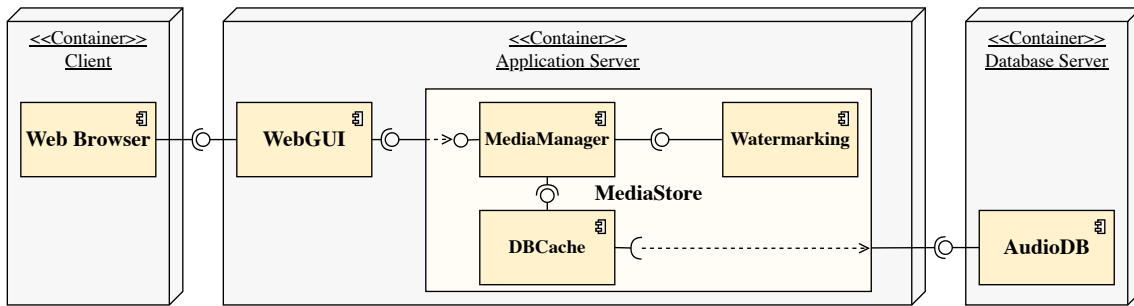 <<Container>>
Client
Web Browser
<<Container>>
Application Server
WebGUI
MediaManager
Watermarking
MediaStore
DBCache
<<Container>>
Database Server
AudioDB